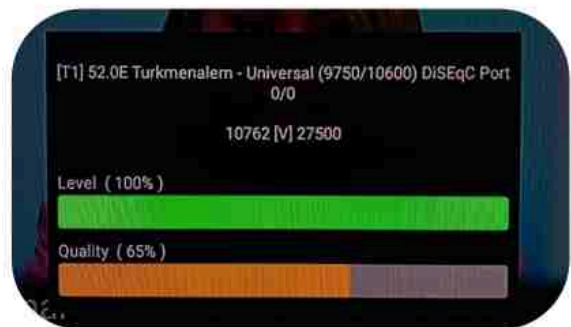 [T1] 52.0E Turkmenalem - Universal (9750/10600) DiSEqC Port
0/0
10762 [V] 27500
Level ( 100% )
Quality ( 65% )